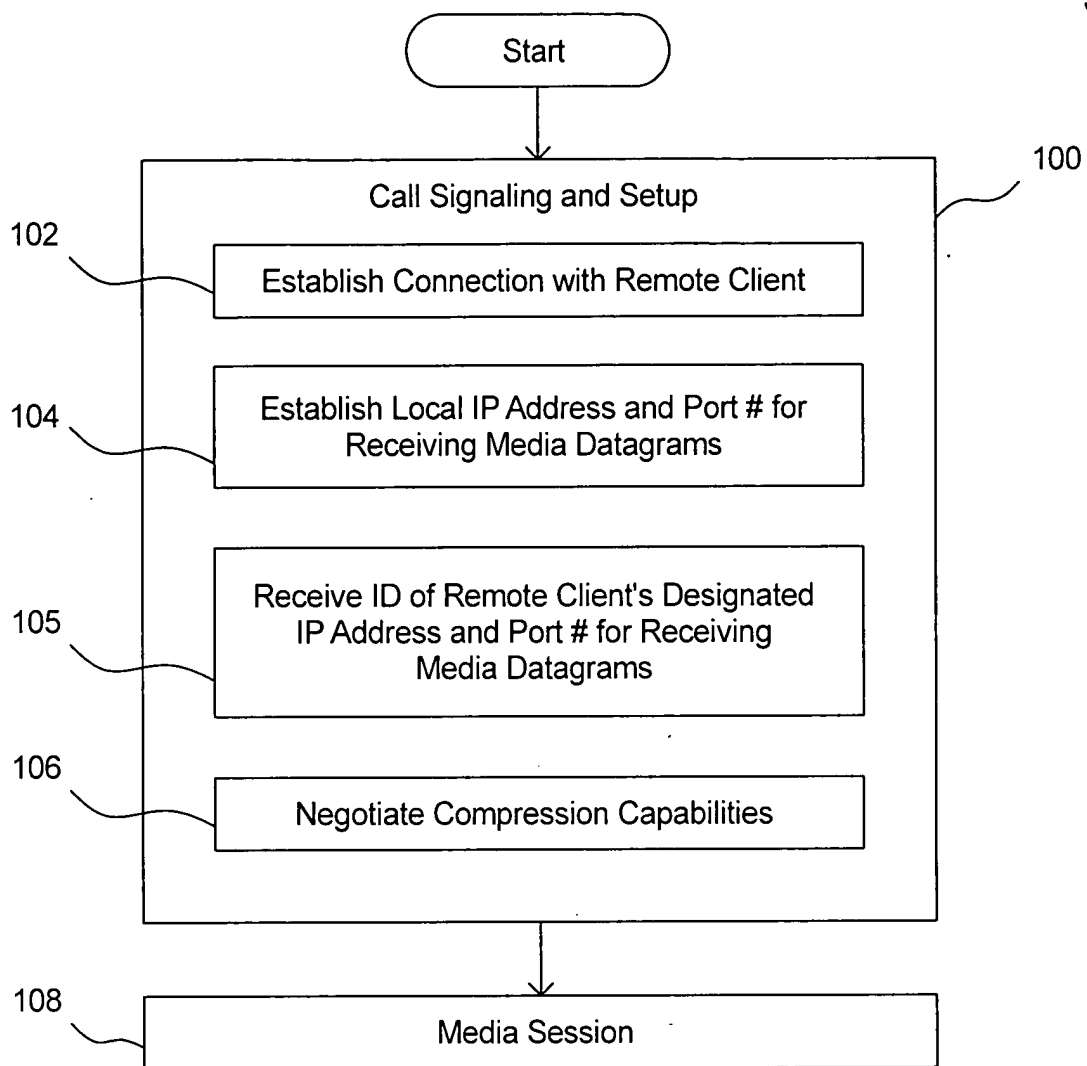 Start
100
Call Signaling and Setup
102
Establish Connection with Remote Client
104
Establish Local IP Address and Port # for
Receiving Media Datagrams
105
Receive ID of Remote Client's Designated
IP Address and Port # for Receiving
Media Datagrams
106
Negotiate Compression Capabilities
108
Media Session